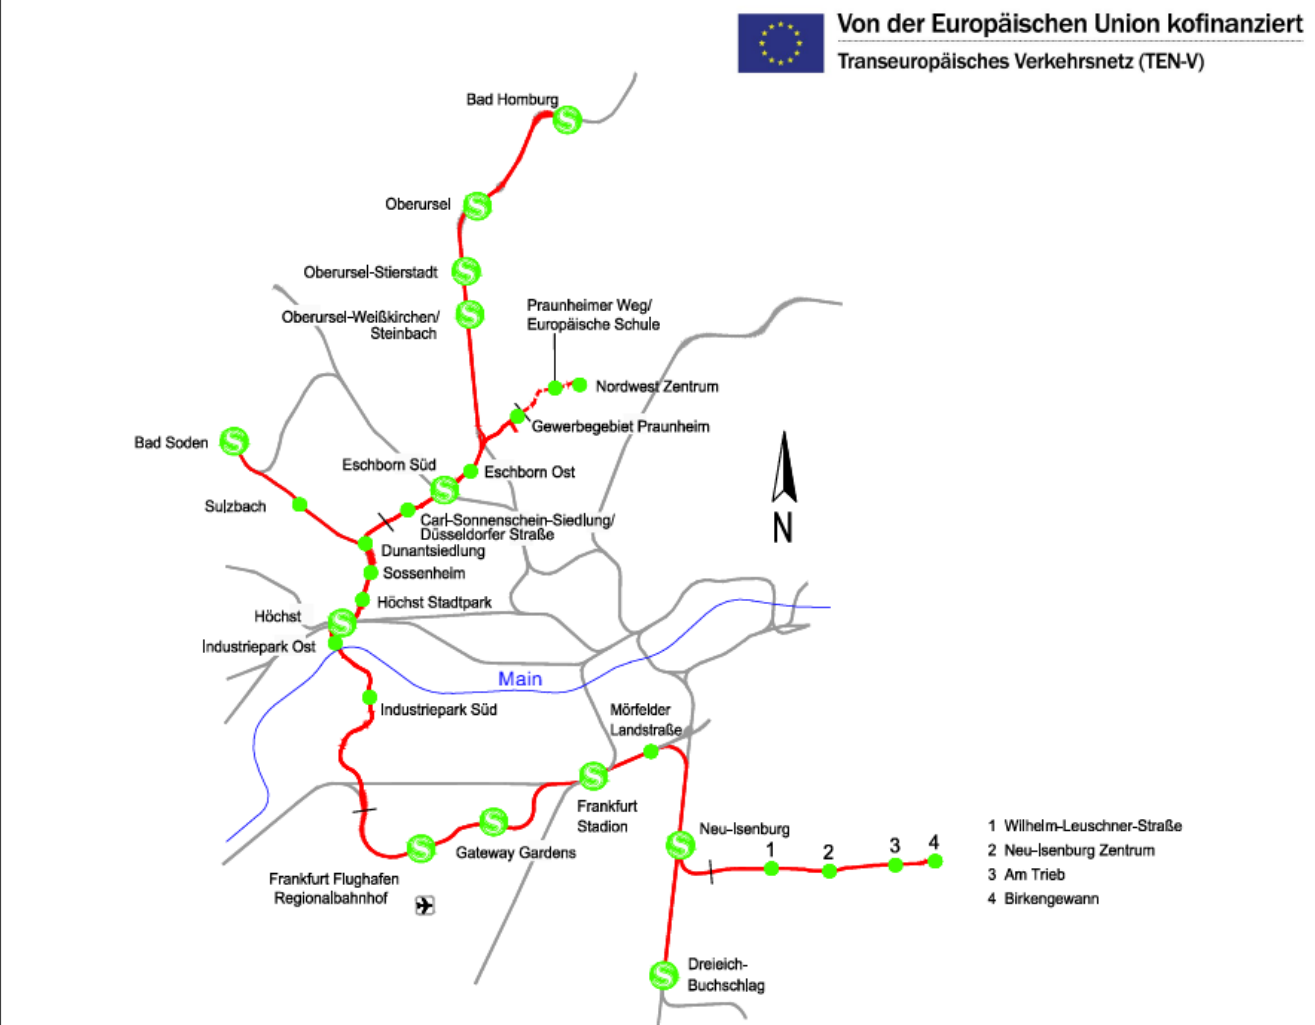 Von der Europäischen Union kofinanziert
Transeuropäisches Verkehrsnetz (TEN-V)
Bad Homburg
Oberursel
Oberursel-Stierstadt
Oberursel-Weißkirchen/
Steinbach
Praunheimer Weg/
Europäische Schule
Nordwest Zentrum
Gewerbegebiet Praunheim
Bad Soden
Eschborn Süd
Eschborn Ost
Sulzbach
Carl-Sonnenschein-Siedlung/
Düsseldorfer Straße
Dunantsiedlung
Sossenheim
Höchst Stadtpark
Höchst
Industriepark Ost
N
Main
Industriepark Süd
Mörfelder
Landstraße
Frankfurt
Stadion
Gateway Gardens
Frankfurt Flughafen
Regionalbahnhof
Neu-Isenburg
1
2
3
4
1 Wilhelm-Leuschner-Straße
2 Neu-Isenburg Zentrum
3 Am Trieb
4 Birkengewann
Dreieich-
Buchschlag
S
S
S
S
S
S
S
S
S
S
S
S